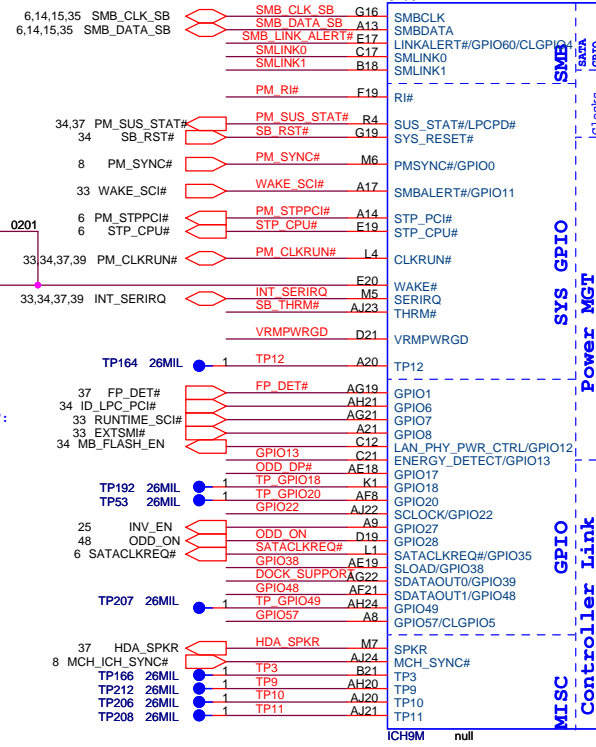 6,14,15,35 SMB_CLK_SB SMB_CLK_SB G16 SMBCLK
6,14,15,35 SMB_DATA_SB SMB_DATA_SB A13 SMBDATA
SMB_LINK_ALERT# E17 LINKALERT#/GPIO60/CLGPIO4
SMLINK0 C17 SMLINK0
SMLINK1 B18 SMLINK1
SMB
SATA
GPIO
PM_RI# F19 RI#
Clocks
34,37 PM_SUS_STAT# PM_SUS_STAT# R4 SUS_STAT#/LPCPD#
34 SB_RST# SB_RST# G19 SYS_RESET#
8 PM_SYNC# PM_SYNC# M6 PMSYNC#/GPIO0
33 WAKE_SCI# WAKE_SCI# A17 SMBALERT#/GPIO11
6 PM_STPPCI# PM_STPPCI# A14 STP_PCI#
0201
6 STP_CPU# STP_CPU# E19 STP_CPU#
33,34,37,39 PM_CLKRUN# PM_CLKRUN# L4 CLKRUN#
E20 WAKE#
33,34,37,39 INT_SERIRQ INT_SERIRQ M5 SERIRQ
SB_THRM# AJ23 THRM#
VRMPWRGD D21 VRMPWRGD
TP164 26MIL 1 TP12 A20 TP12
SYS GPIO
Power MGT
37 FP_DET# FP_DET# AG19 GPIO1
34 ID_LPC_PCI# AH21 GPIO6
33 RUNTIME_SCI# AG21 GPIO7
33 EXTSMI# A21 GPIO8
34 MB_FLASH_EN C12 LAN_PHY_PWR_CTRL/GPIO12
GPIO13 C21 ENERGY_DETECT/GPIO13
ODD_DP# AE18 GPIO17
TP192 26MIL 1 TP_GPIO18 K1 GPIO18
TP53 26MIL 1 TP_GPIO20 AF8 GPIO20
GPIO22 AJ22 SCLOCK/GPIO22
25 INV_EN A9 GPIO27
48 ODD_ON ODD_ON D19 GPIO28
6 SATACLKREQ# SATACLKREQ# L1 SATACLKREQ#/GPIO35
GPIO38 AE19 SLOAD/GPIO38
DOCK_SUPPORT AG22 SDATAOUT0/GPIO39
GPIO48 AF21 SDATAOUT1/GPIO48
TP207 26MIL 1 TP_GPIO49 AH24 GPIO49
GPIO57 A8 GPIO57/CLGPIO5
GPIO
Controller Link
37 HDA_SPKR HDA_SPKR M7 SPKR
8 MCH_ICH_SYNC# AJ24 MCH_SYNC#
TP166 26MIL 1 TP3 B21 TP3
TP212 26MIL 1 TP9 AH20 TP9
TP206 26MIL 1 TP10 AJ20 TP10
TP208 26MIL 1 TP11 AJ21 TP11
MISC
ICH9M null